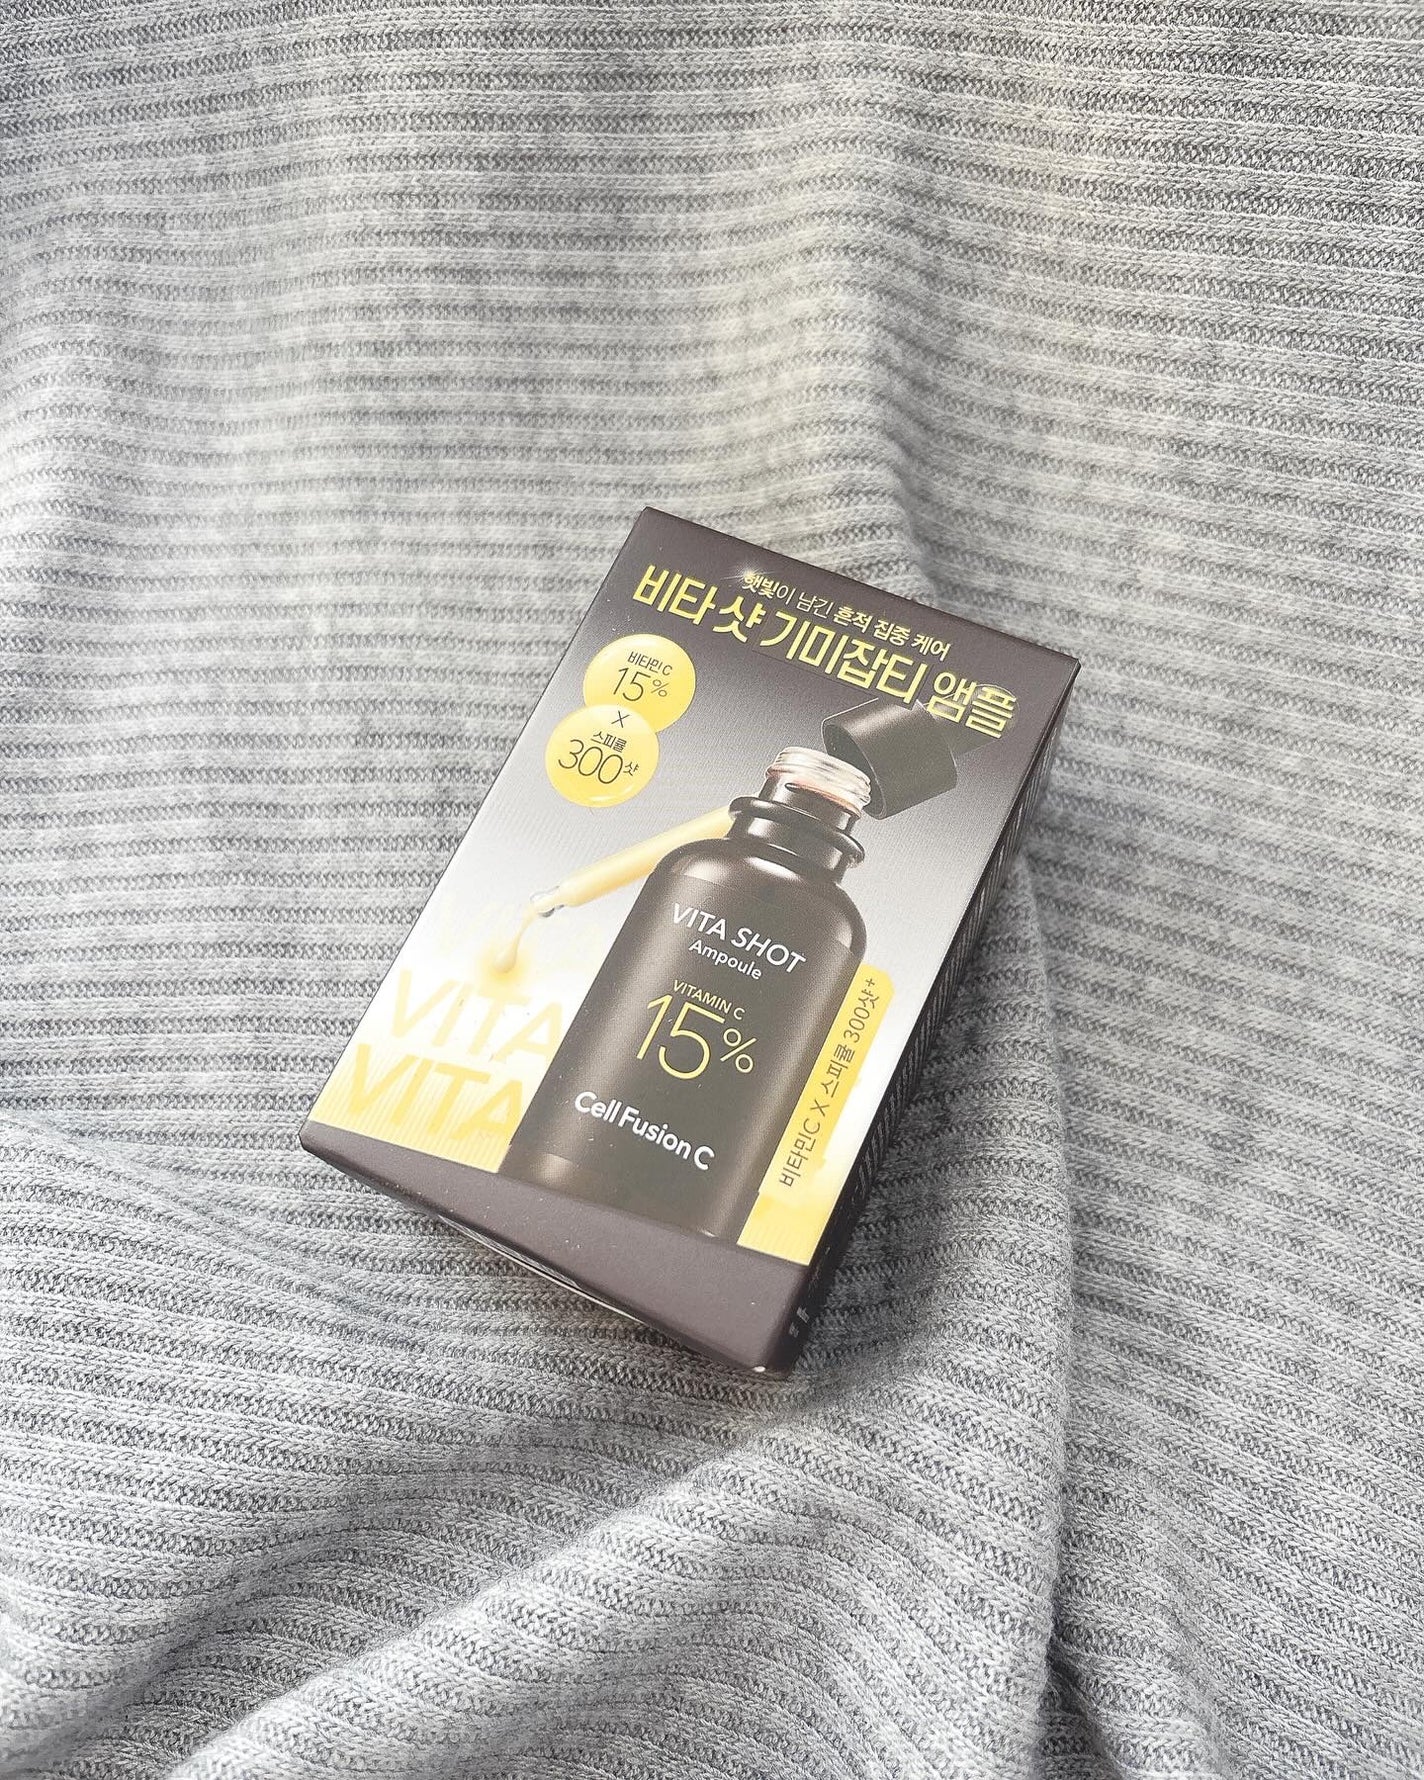 햇빛이 남긴 흔적 집중 케어
비타 샷 기미잡티 앰플
비타민 C
15%
X
스피큘
300샷
VITA SHOT
Ampoule
VITAMIN C
15%
Cell Fusion C
비타민C X 스피큘 300샷+
VITA
VITA